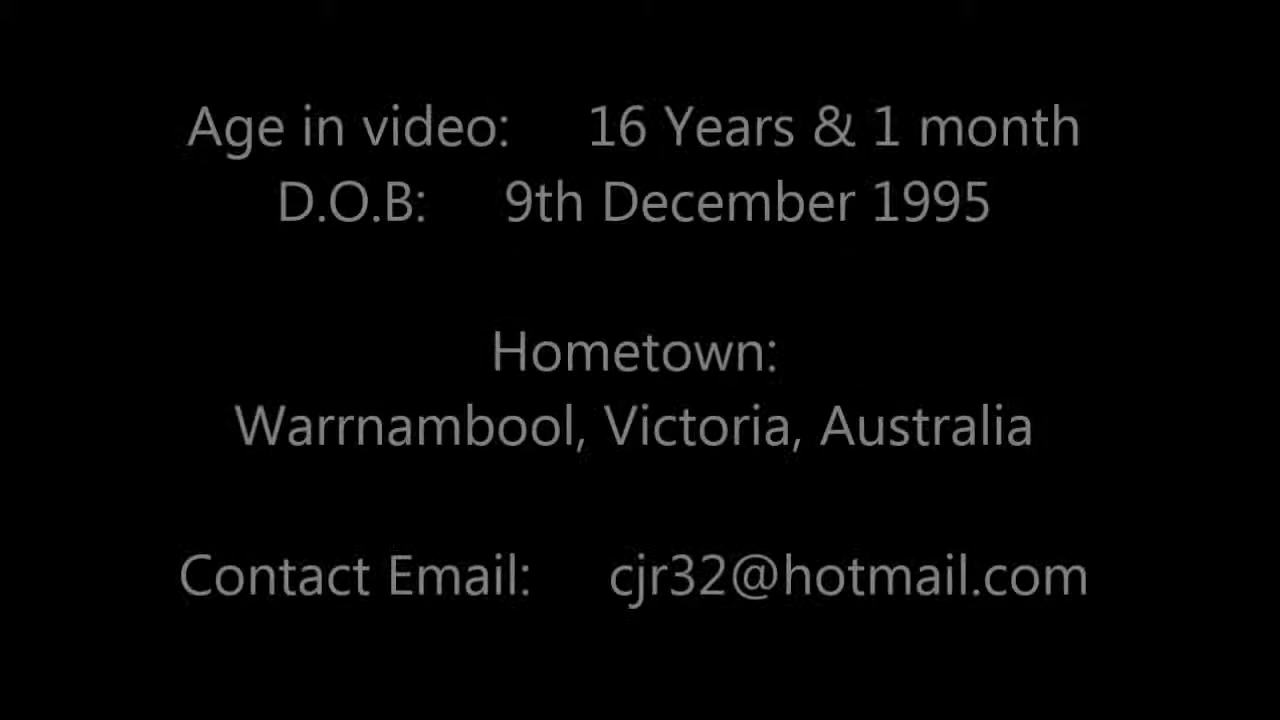 Age in video: 16 Years & 1 month
D.O.B: 9th December 1995
Hometown:
Warrnambool, Victoria, Australia
Contact Email: cjr32@hotmail.com